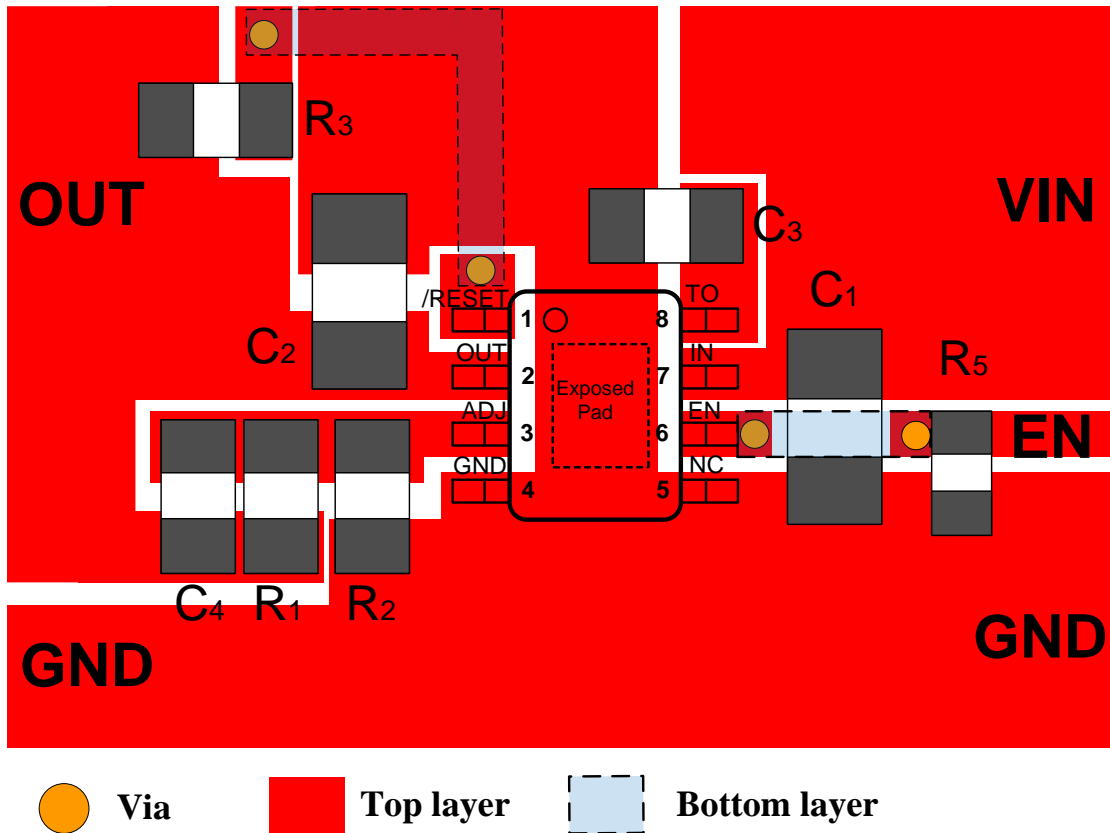 R3
OUT
VIN
C3
C1
/RESET
TO
1
8
C2
OUT
IN
R5
2
7
Exposed
Pad
ADJ
EN
3
6
EN
GND
NC
4
5
C4
R1
R2
GND
GND
Via
Top layer
Bottom layer